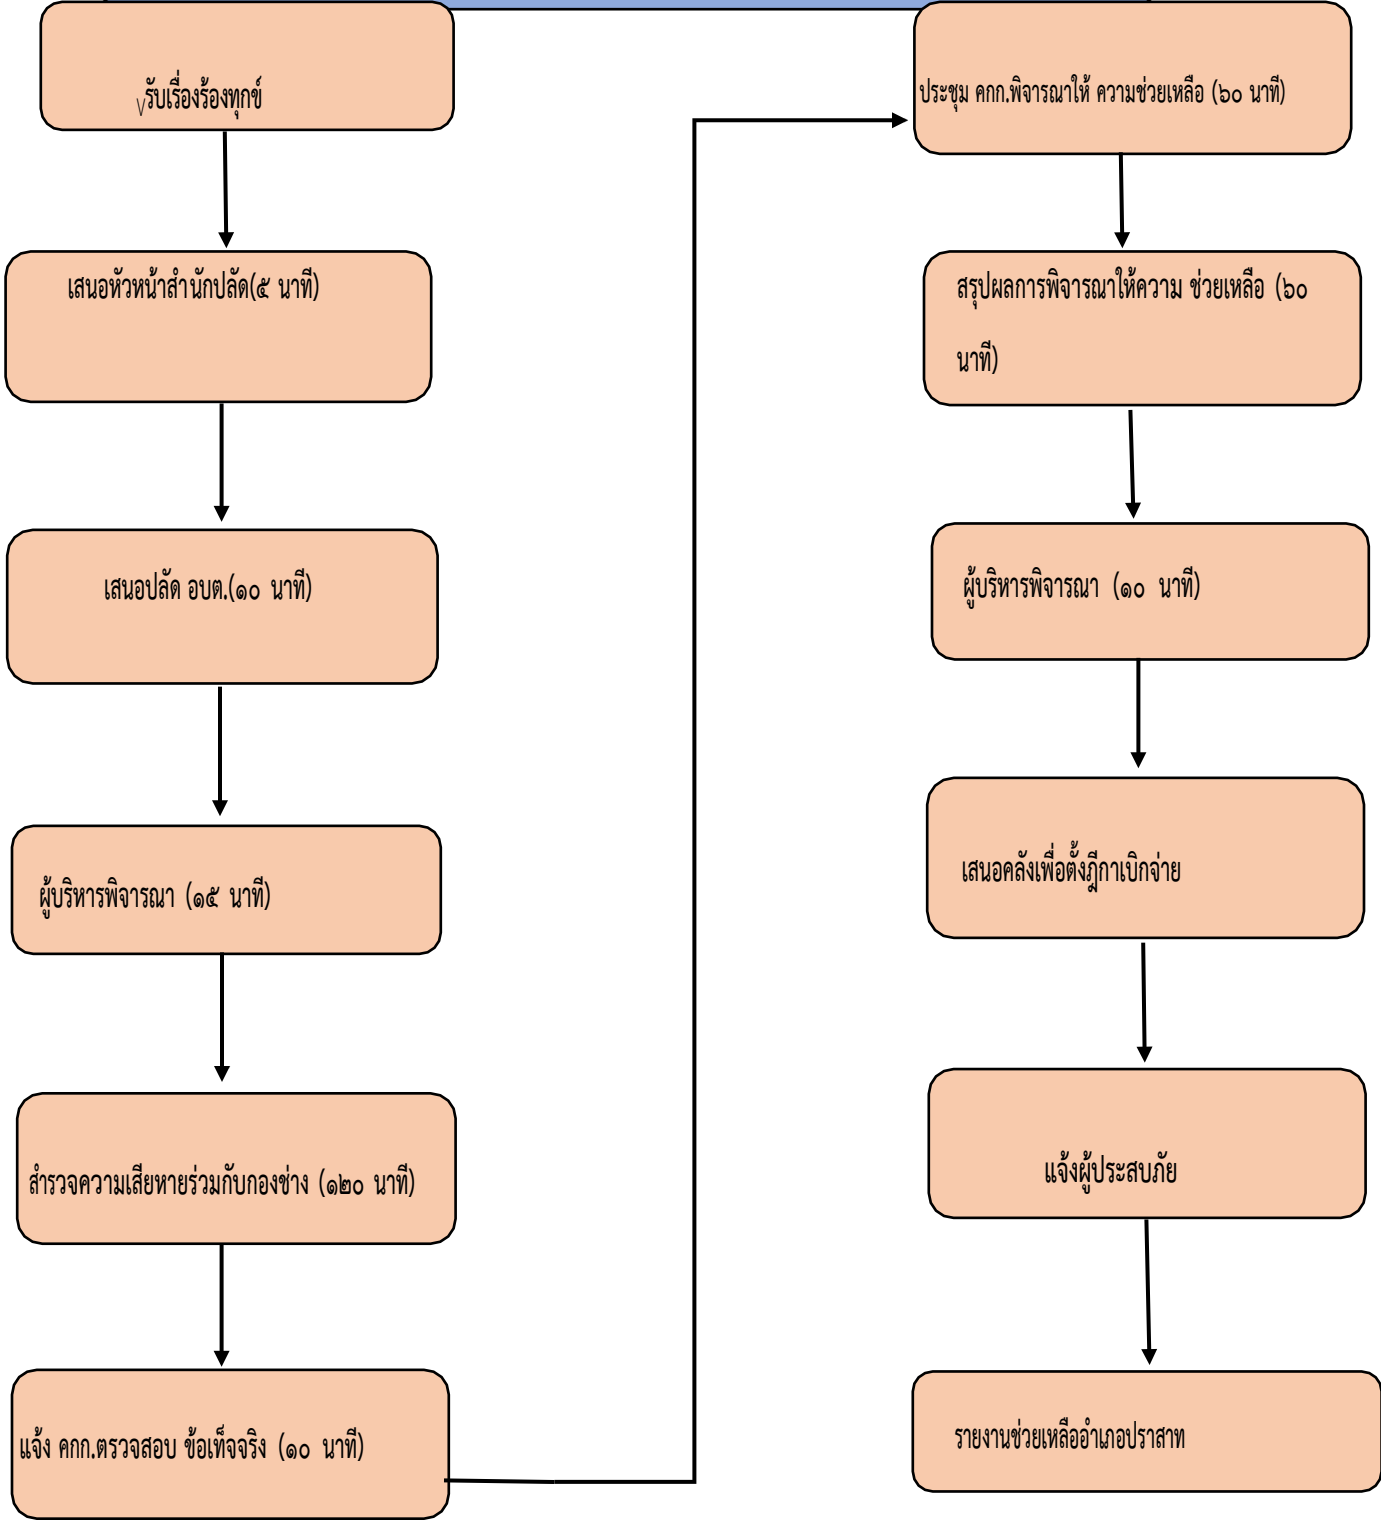 รับเรื่องร้องทุกข์
เสนอหัวหน้าสำนักปลัด(๕ นาที)
เสนอปลัด อบต.(๑๐ นาที)
ผู้บริหารพิจารณา (๑๕ นาที)
สำรวจความเสียหายร่วมกับกองช่าง (๑๒๐ นาที)
แจ้ง คกก.ตรวจสอบ ข้อเท็จจริง (๑๐ นาที)
ประชุม คกก.พิจารณาให้ ความช่วยเหลือ (๖๐ นาที)
สรุปผลการพิจารณาให้ความ ช่วยเหลือ (๖๐
นาที)
ผู้บริหารพิจารณา (๑๐ นาที)
เสนอคลังเพื่อตั้งฎีกาเบิกจ่าย
แจ้งผู้ประสบภัย
รายงานช่วยเหลืออำเภอปราสาท